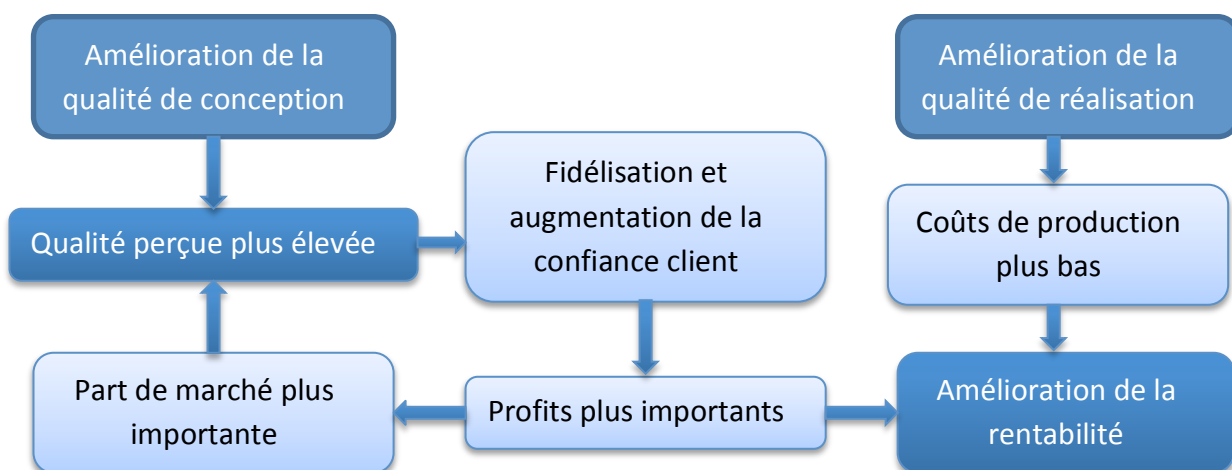 Amélioration de la
qualité de conception
Amélioration de la
qualité de réalisation
Fidélisation et
augmentation de la
confiance client
Qualité perçue plus élevée
Coûts de production
plus bas
Part de marché plus
importante
Profits plus importants
Amélioration de la
rentabilité